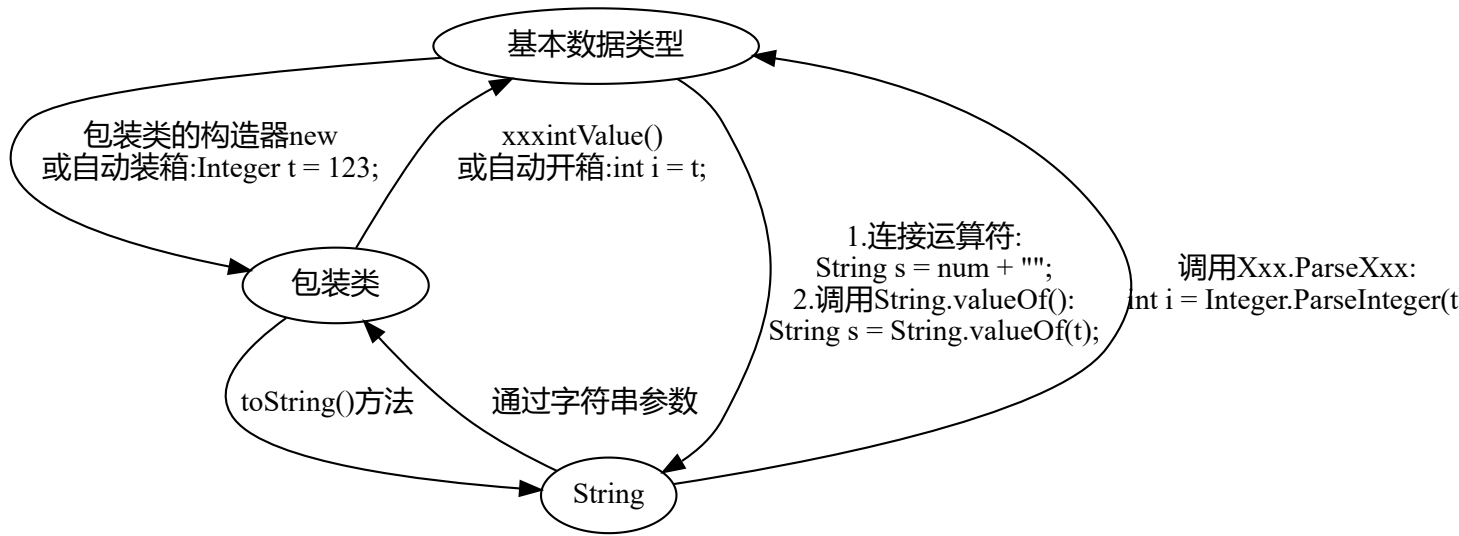 基本数据类型
包装类的构造器new
或自动装箱:Integer t = 123;
xxxintValue()
或自动开箱:int i = t;
1.连接运算符:
String s = num + "";
2.调用String.valueOf():
String s = String.valueOf(t);
调用Xxx.ParseXxx:
int i = Integer.ParseInteger(t
包装类
toString()方法
通过字符串参数
String